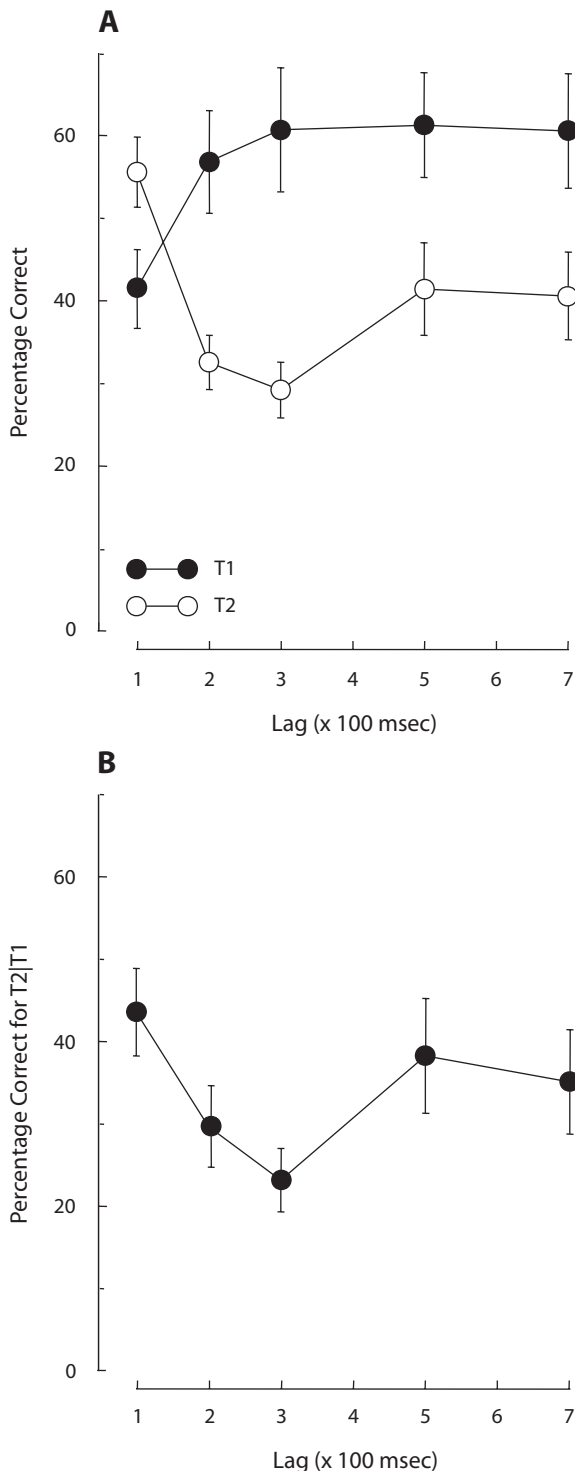 A
Percentage Correct
60
40
20
0
T1
T2
1 2 3 4 5 6 7
Lag (x 100 msec)
B
Percentage Correct for T2|T1
60
40
20
0
1 2 3 4 5 6 7
Lag (x 100 msec)